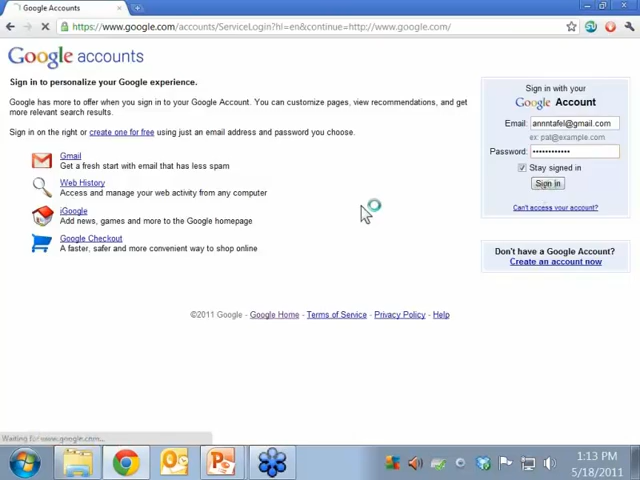 Google Accounts
https://www.google.com/accounts/ServiceLogin?hl=en&continue=http://www.google.com/
Google accounts
Sign in to personalize your Google experience.
Google has more to offer when you sign in to your Google Account. You can customize pages, view recommendations, and get
more relevant search results.
Sign in on the right or create one for free using just an email address and password you choose.
Gmail
Get a fresh start with email that has less spam
Web History
Access and manage your web activity from any computer
iGoogle
Add news, games and more to the Google homepage
Google Checkout
A faster, safer and more convenient way to shop online
Sign in with your
Google Account
Email: annntafel@gmail.com
ex: pat@example.com
Password: ************
Stay signed in
Sign in
Can't access your account?
Don't have a Google Account?
Create an account now
©2011 Google - Google Home - Terms of Service - Privacy Policy - Help
Waiting for www.google.com...
1:13 PM
5/18/2011